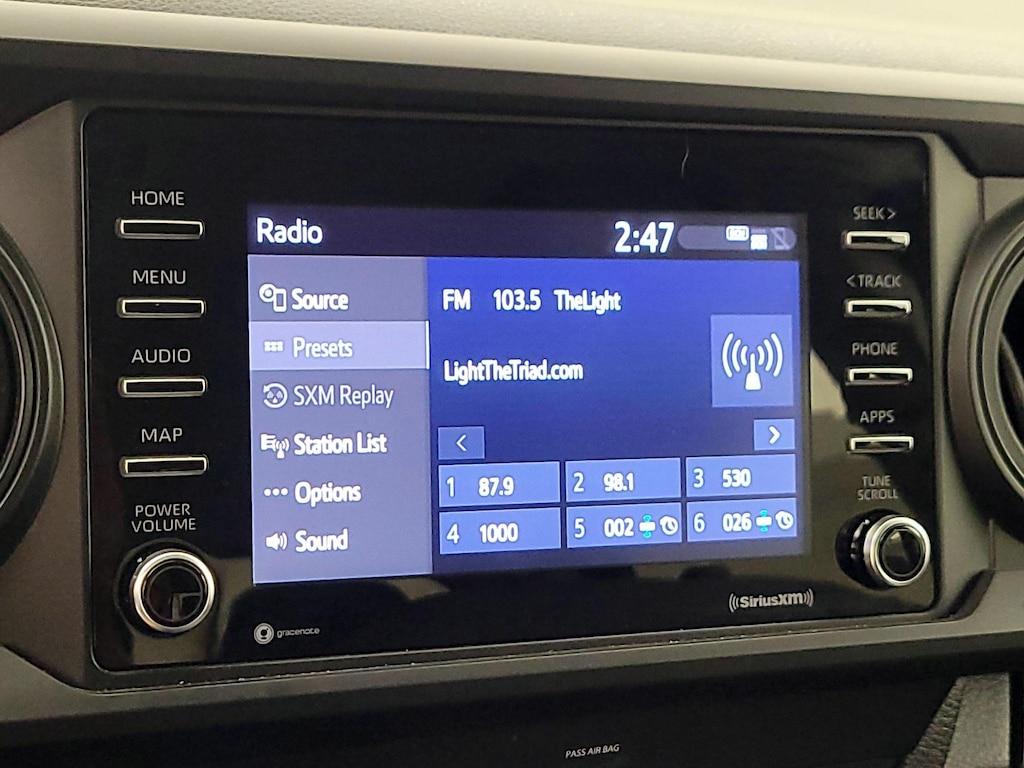 HOME
MENU
AUDIO
MAP
POWER
VOLUME
Radio
2:47
Source
Presets
SXM Replay
Station List
Options
Sound
FM 103.5 TheLight
LightTheTriad.com
<
>
1 87.9
2 98.1
3 530
4 1000
5 002
6 026
SEEK >
< TRACK
PHONE
APPS
TUNE
SCROLL
gracenote
((SiriusXM))
PASS AIR BAG